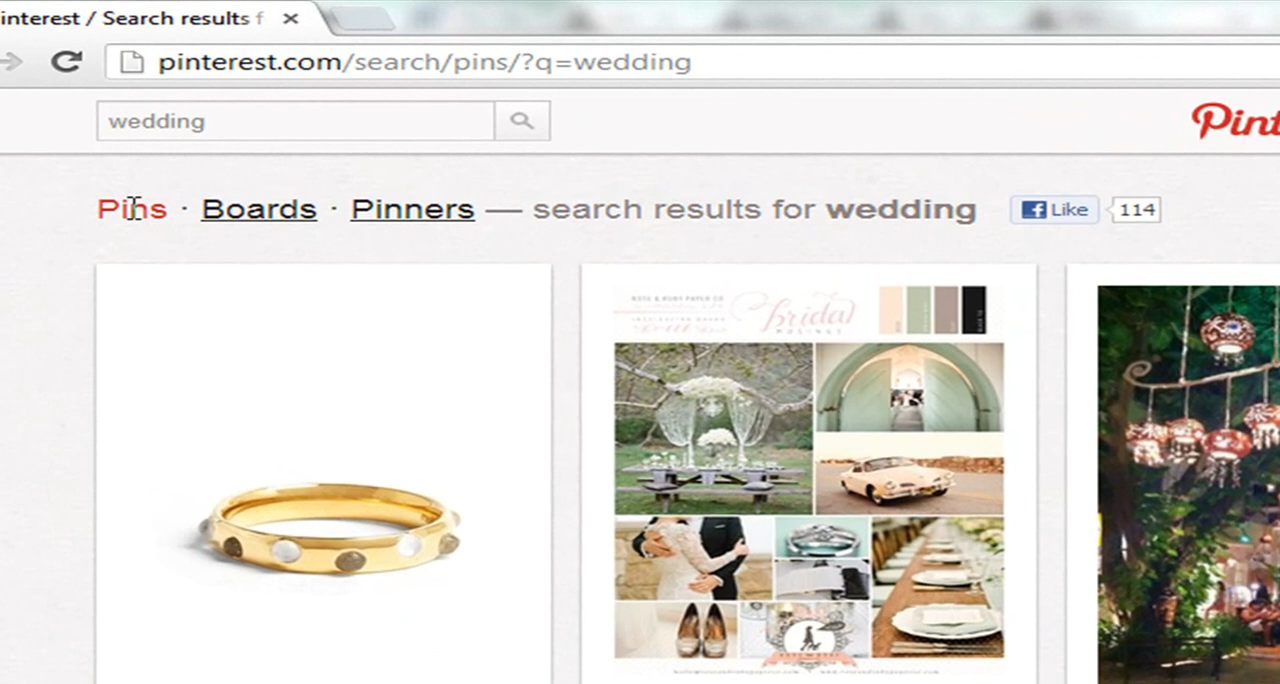 interest / Search results f
pinterest.com/search/pins/?q=wedding
wedding
Pint
Pins · Boards · Pinners — search results for wedding
Like 114
bridal
MUSINGS